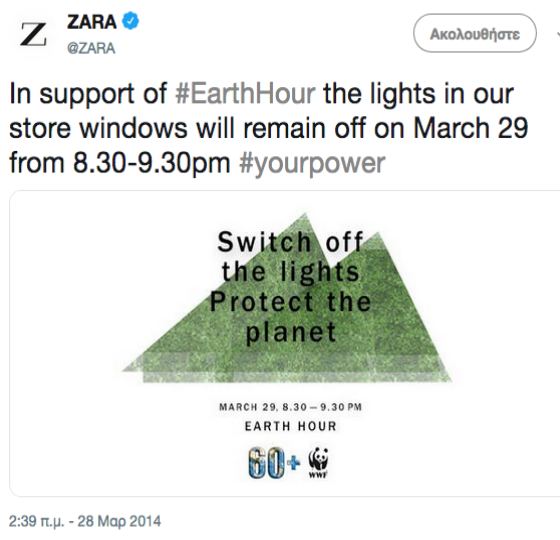 Z
ZARA
@ZARA
Ακολουθήστε
In support of #EarthHour the lights in our
store windows will remain off on March 29
from 8.30-9.30pm #yourpower
Switch off
the lights
Protect the
planet
MARCH 29, 8.30 – 9.30 PM
EARTH HOUR
60+ WWF
2:39 π.μ. - 28 Μαρ 2014